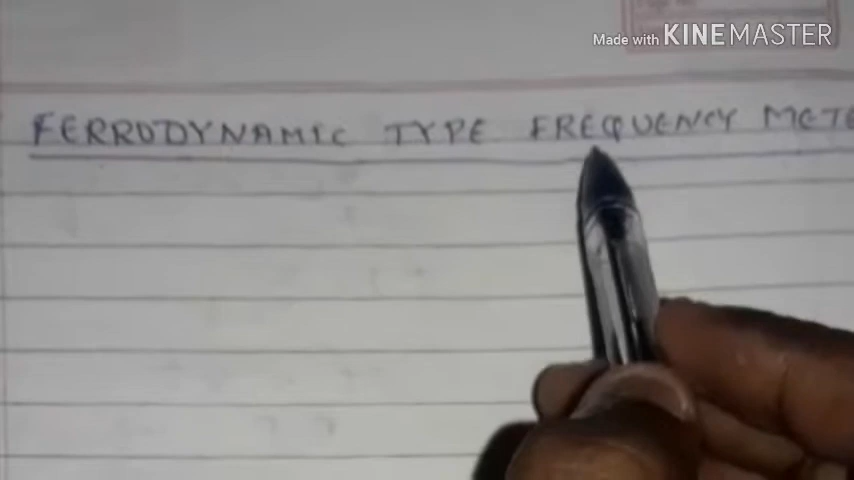 Made with KINEMASTER
FERRODYNAMIC TYPE FREQUENCY METE